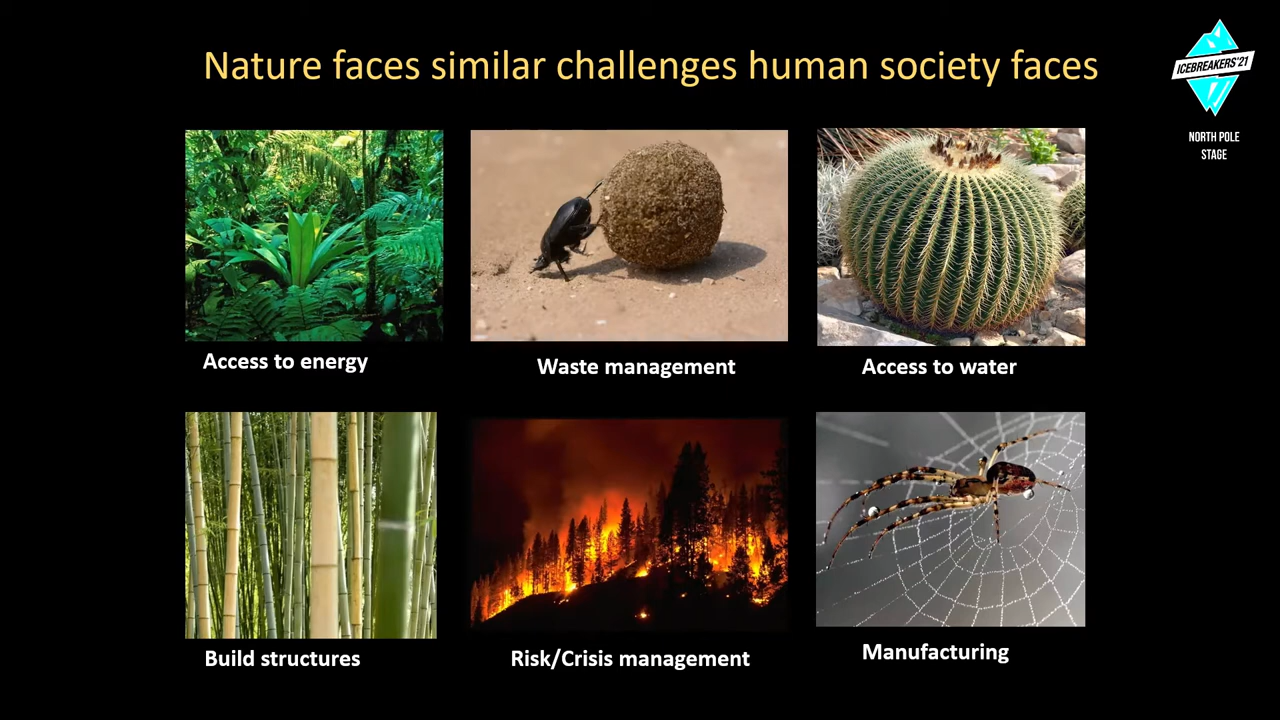 Nature faces similar challenges human society faces
ICEBREAKERS'21
NORTH POLE
STAGE
Access to energy
Waste management
Access to water
Build structures
Risk/Crisis management
Manufacturing